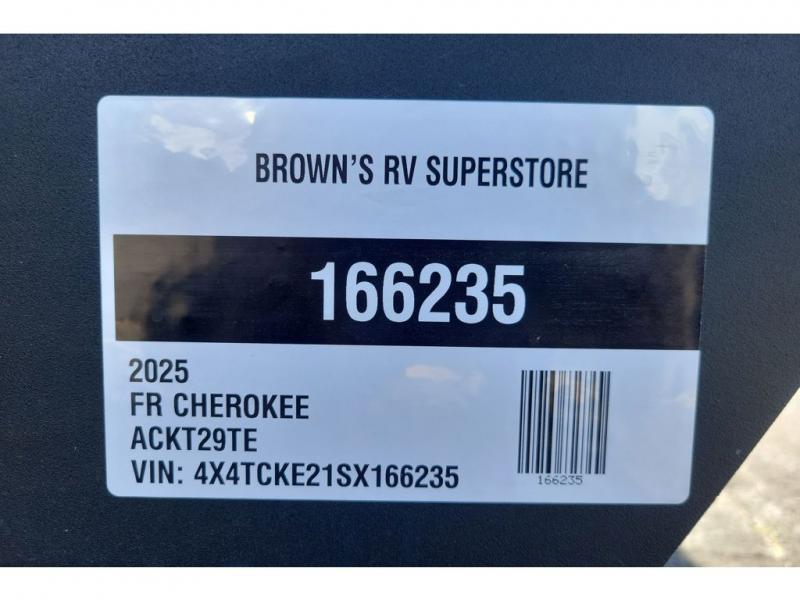 BROWN'S RV SUPERSTORE
166235
2025
FR CHEROKEE
ACKT29TE
VIN: 4X4TCKE21SX166235
166235